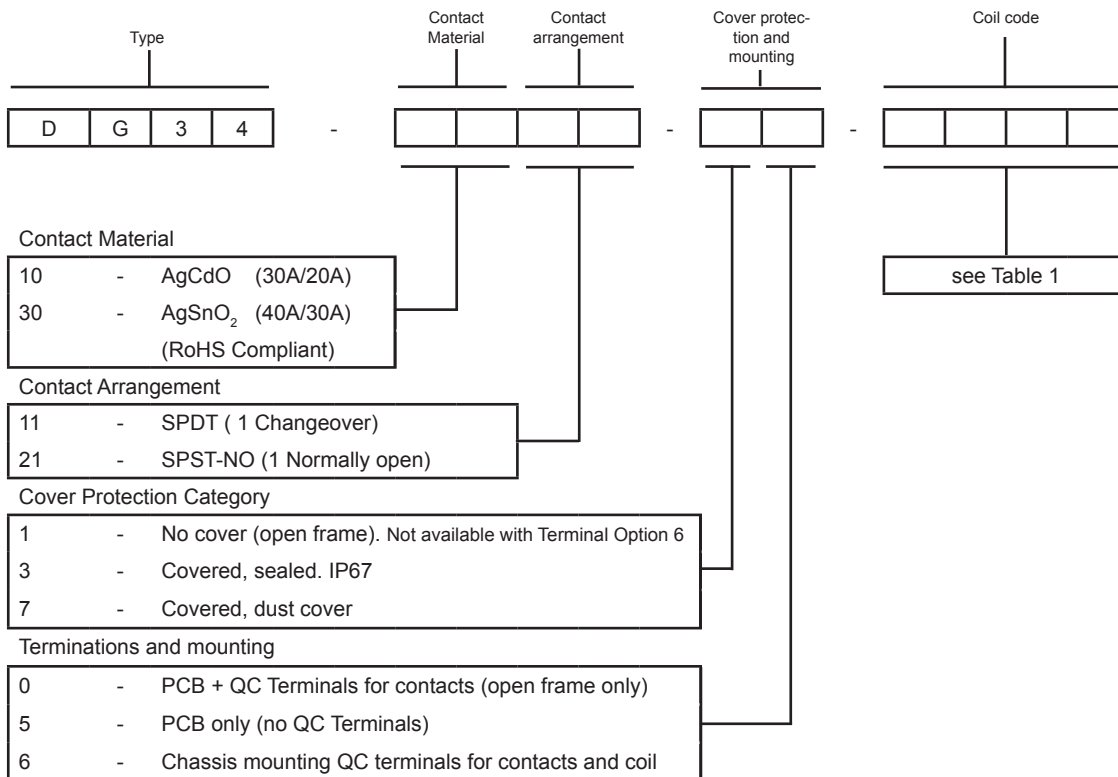 Type
Contact
Material
Contact
arrangement
Cover protec-
tion and
mounting
Coil code
D G 3 4 - - -
Contact Material
10 - AgCdO (30A/20A)
30 - AgSnO2 (40A/30A)
(RoHS Compliant)
see Table 1
Contact Arrangement
11 - SPDT ( 1 Changeover)
21 - SPST-NO (1 Normally open)
Cover Protection Category
1 - No cover (open frame). Not available with Terminal Option 6
3 - Covered, sealed. IP67
7 - Covered, dust cover
Terminations and mounting
0 - PCB + QC Terminals for contacts (open frame only)
5 - PCB only (no QC Terminals)
6 - Chassis mounting QC terminals for contacts and coil